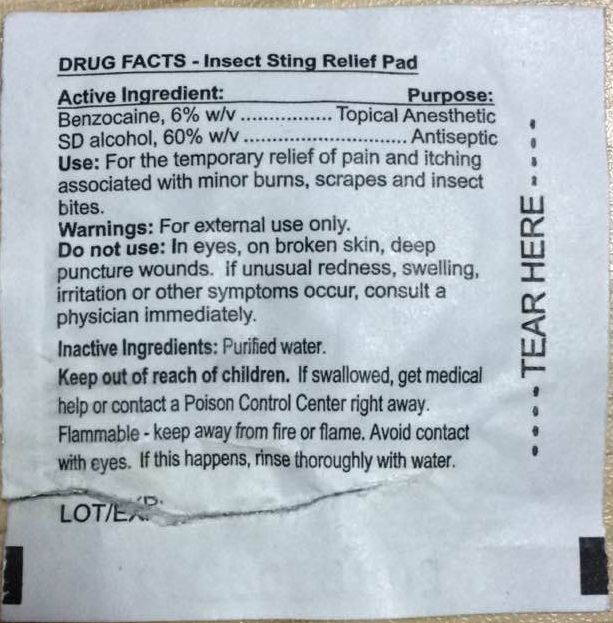 DRUG FACTS - Insect Sting Relief Pad
Active Ingredient: Purpose:
Benzocaine, 6% w/v ................ Topical Anesthetic
SD alcohol, 60% w/v ............................ Antiseptic
Use: For the temporary relief of pain and itching
associated with minor burns, scrapes and insect
bites.
Warnings: For external use only.
Do not use: In eyes, on broken skin, deep
puncture wounds. If unusual redness, swelling,
irritation or other symptoms occur, consult a
physician immediately.
Inactive Ingredients: Purified water.
Keep out of reach of children. If swallowed, get medical
help or contact a Poison Control Center right away.
Flammable - keep away from fire or flame. Avoid contact
with eyes. If this happens, rinse thoroughly with water.
LOT/EXP:
---- TEAR HERE ----